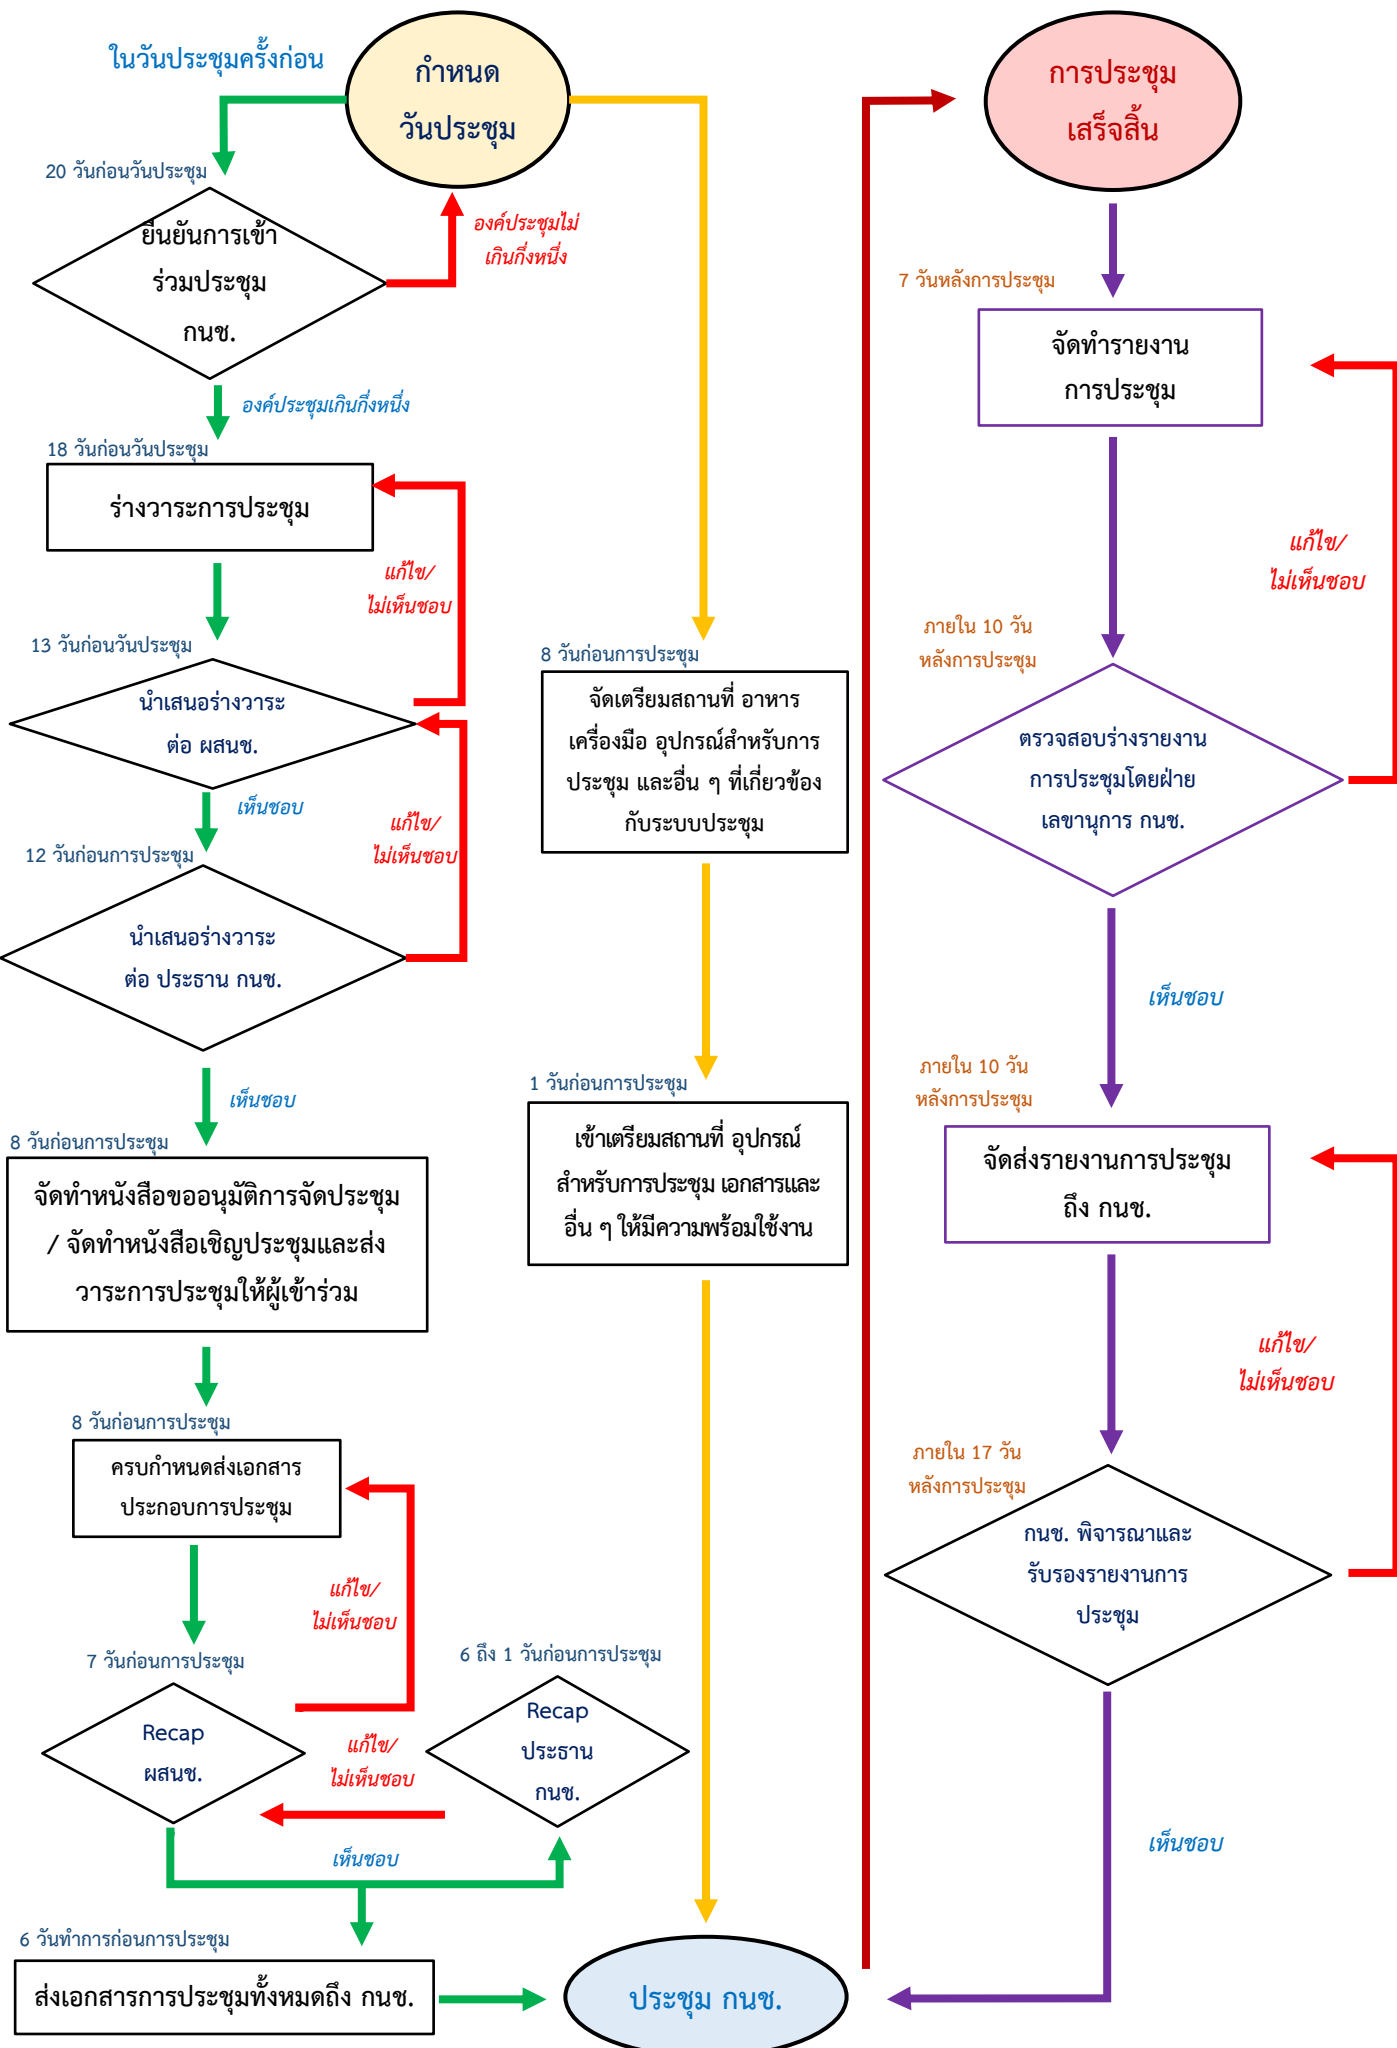 ในวันประชุมครั้งก่อน
กำหนด
วันประชุม
20 วันก่อนวันประชุม
ยืนยันการเข้า
ร่วมประชุม
กนช.
องค์ประชุมไม่
เกินกึ่งหนึ่ง
องค์ประชุมเกินกึ่งหนึ่ง
18 วันก่อนวันประชุม
ร่างวาระการประชุม
แก้ไข/
ไม่เห็นชอบ
13 วันก่อนวันประชุม
นำเสนอร่างวาระ
ต่อ ผสนช.
เห็นชอบ
แก้ไข/
ไม่เห็นชอบ
12 วันก่อนการประชุม
นำเสนอร่างวาระ
ต่อ ประธาน กนช.
เห็นชอบ
8 วันก่อนการประชุม
จัดทำหนังสือขออนุมัติการจัดประชุม
/ จัดทำหนังสือเชิญประชุมและส่ง
วาระการประชุมให้ผู้เข้าร่วม
8 วันก่อนการประชุม
ครบกำหนดส่งเอกสาร
ประกอบการประชุม
แก้ไข/
ไม่เห็นชอบ
7 วันก่อนการประชุม
Recap
ผสนช.
แก้ไข/
ไม่เห็นชอบ
6 ถึง 1 วันก่อนการประชุม
Recap
ประธาน
กนช.
เห็นชอบ
6 วันทำการก่อนการประชุม
ส่งเอกสารการประชุมทั้งหมดถึง กนช.
8 วันก่อนการประชุม
จัดเตรียมสถานที่ อาหาร
เครื่องมือ อุปกรณ์สำหรับการ
ประชุม และอื่น ๆ ที่เกี่ยวข้อง
กับระบบประชุม
1 วันก่อนการประชุม
เข้าเตรียมสถานที่ อุปกรณ์
สำหรับการประชุม เอกสารและ
อื่น ๆ ให้มีความพร้อมใช้งาน
ประชุม กนช.
การประชุม
เสร็จสิ้น
7 วันหลังการประชุม
จัดทำรายงาน
การประชุม
แก้ไข/
ไม่เห็นชอบ
ภายใน 10 วัน
หลังการประชุม
ตรวจสอบร่างรายงาน
การประชุมโดยฝ่าย
เลขานุการ กนช.
เห็นชอบ
ภายใน 10 วัน
หลังการประชุม
จัดส่งรายงานการประชุม
ถึง กนช.
แก้ไข/
ไม่เห็นชอบ
ภายใน 17 วัน
หลังการประชุม
กนช. พิจารณาและ
รับรองรายงานการ
ประชุม
เห็นชอบ